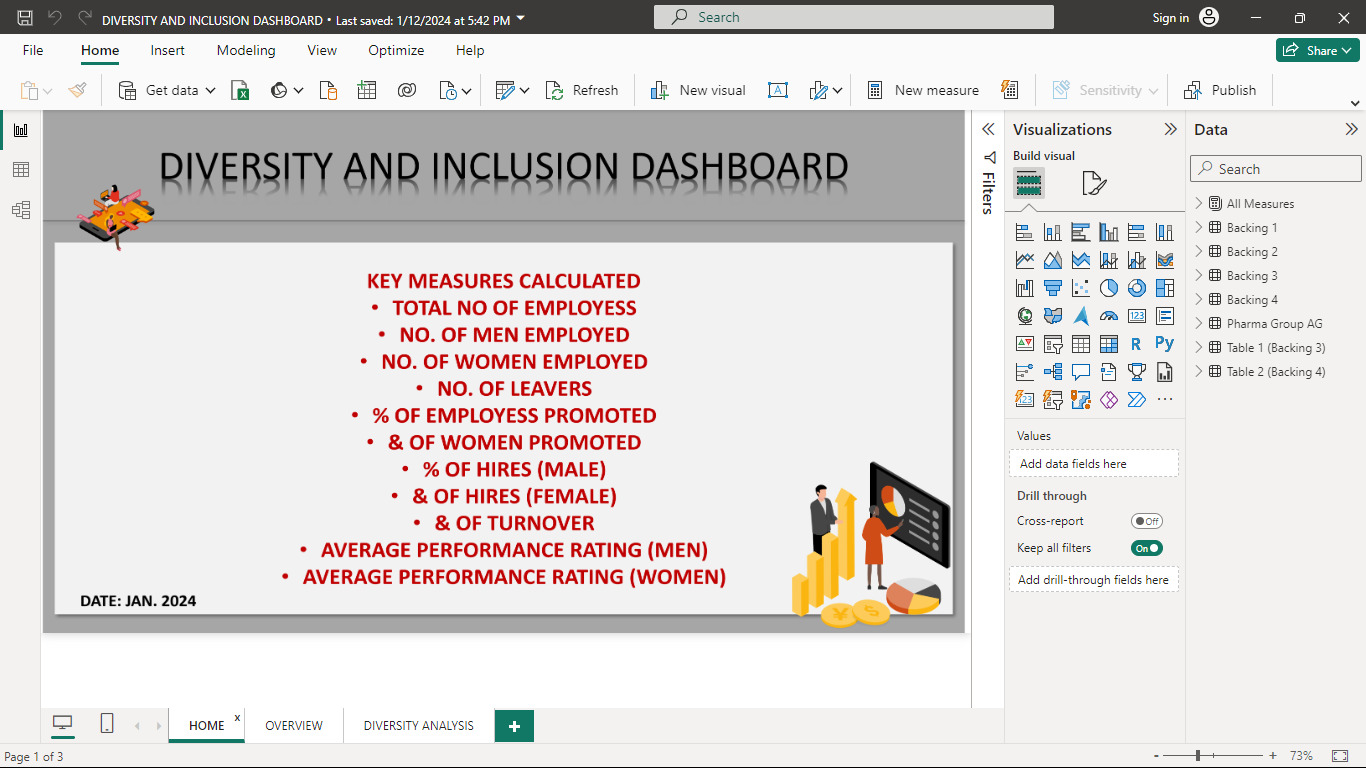 DIVERSITY AND INCLUSION DASHBOARD • Last saved: 1/12/2024 at 5:42 PM
Search
Sign in
File
Home
Insert
Modeling
View
Optimize
Help
Share
Get data
Refresh
New visual
New measure
Sensitivity
Publish
DIVERSITY AND INCLUSION DASHBOARD
KEY MEASURES CALCULATED
• TOTAL NO OF EMPLOYESS
• NO. OF MEN EMPLOYED
• NO. OF WOMEN EMPLOYED
• NO. OF LEAVERS
• % OF EMPLOYESS PROMOTED
• & OF WOMEN PROMOTED
• % OF HIRES (MALE)
• & OF HIRES (FEMALE)
• & OF TURNOVER
• AVERAGE PERFORMANCE RATING (MEN)
• AVERAGE PERFORMANCE RATING (WOMEN)
DATE: JAN. 2024
Filters
Visualizations
Build visual
123
R
Py
123
Values
Add data fields here
Drill through
Cross-report
Off
Keep all filters
On
Add drill-through fields here
Data
Search
All Measures
Backing 1
Backing 2
Backing 3
Backing 4
Pharma Group AG
Table 1 (Backing 3)
Table 2 (Backing 4)
HOME x
OVERVIEW
DIVERSITY ANALYSIS
+
Page 1 of 3
- + 73%